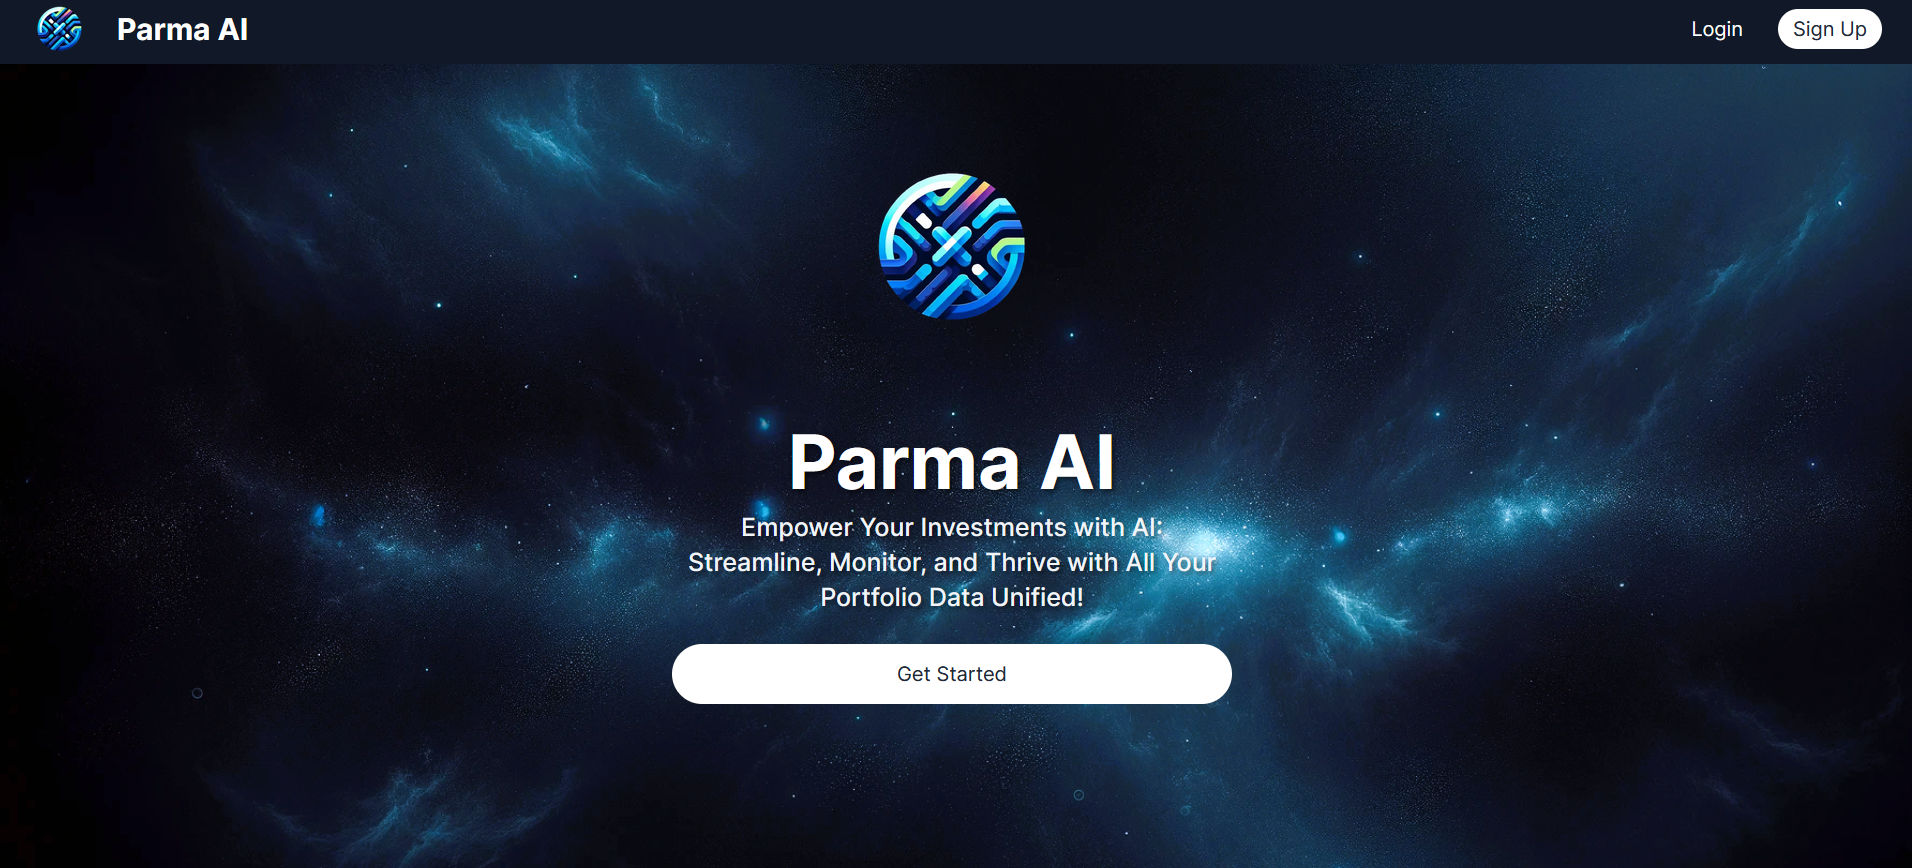 Parma AI
Login
Sign Up
Parma AI
Empower Your Investments with AI:
Streamline, Monitor, and Thrive with All Your
Portfolio Data Unified!
Get Started